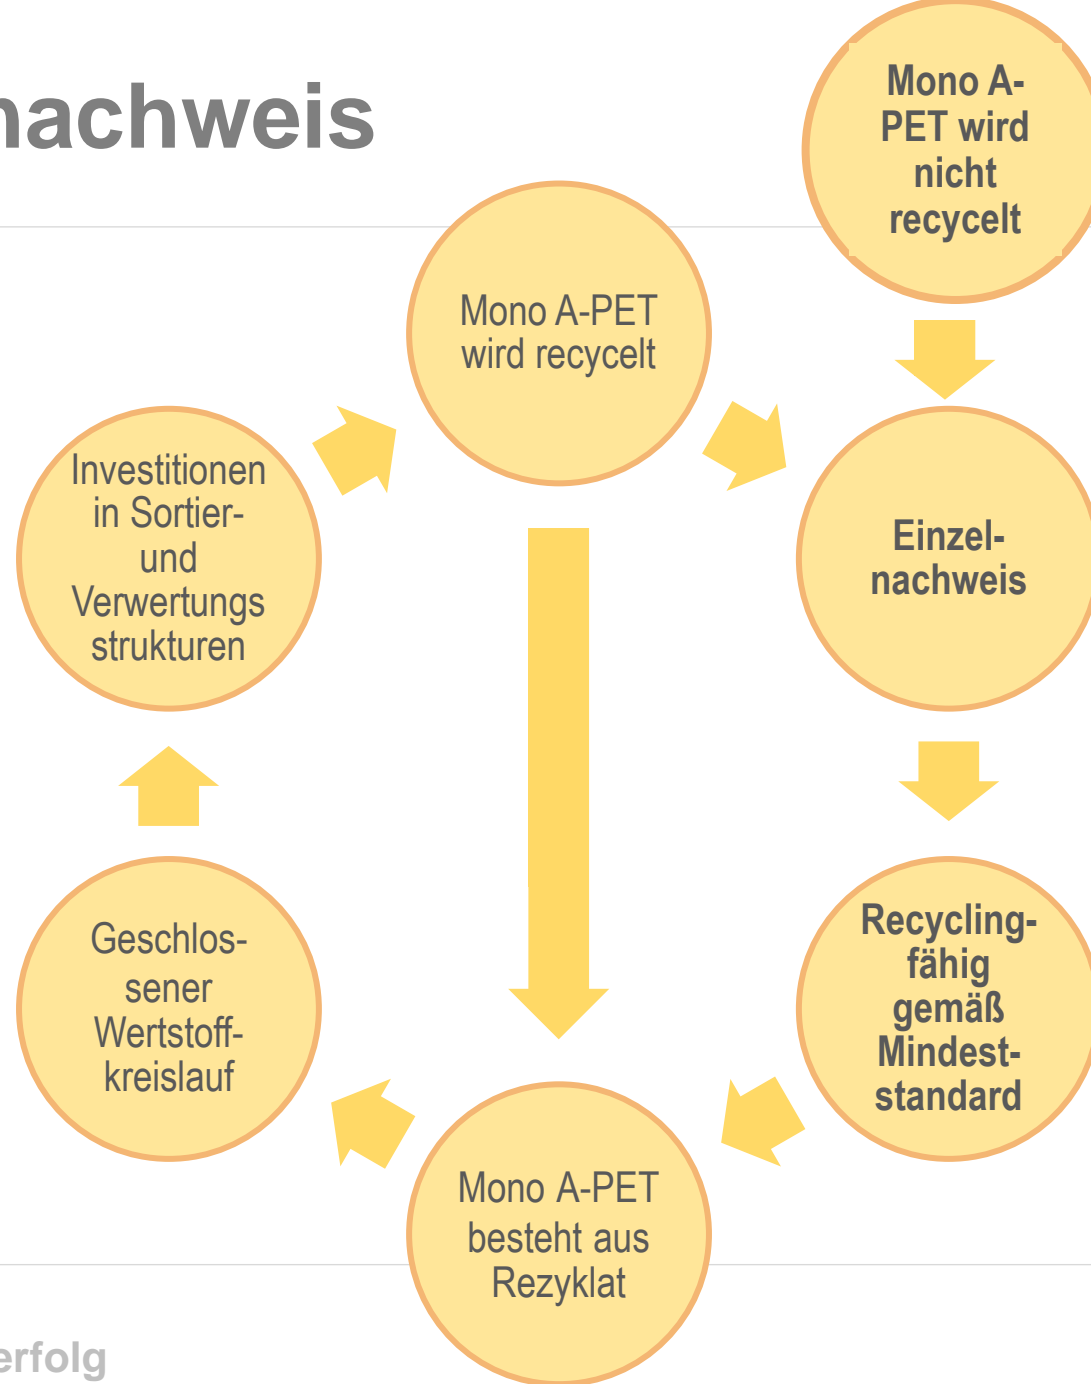 nachweis
Mono A-
PET wird
nicht
recycelt
Mono A-PET
wird recycelt
Einzel-
nachweis
Recycling-
fähig
gemäß
Mindest-
standard
Mono A-PET
besteht aus
Rezyklat
Geschlos-
sener
Wertstoff-
kreislauf
Investitionen
in Sortier-
und
Verwertungs
strukturen
erfolg